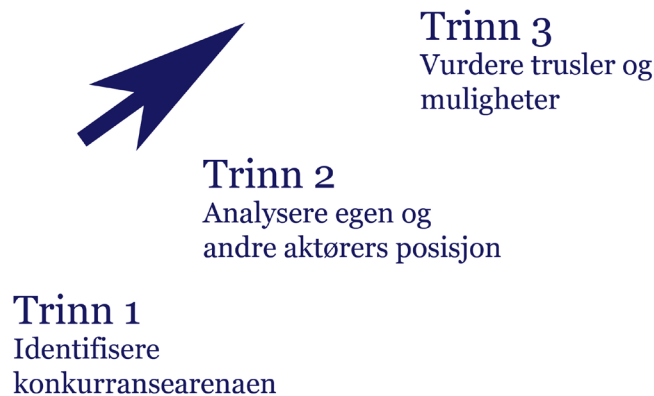 Trinn 3
Vurdere trusler og
muligheter
Trinn 2
Analysere egen og
andre aktørers posisjon
Trinn 1
Identifisere
konkurransearenaen